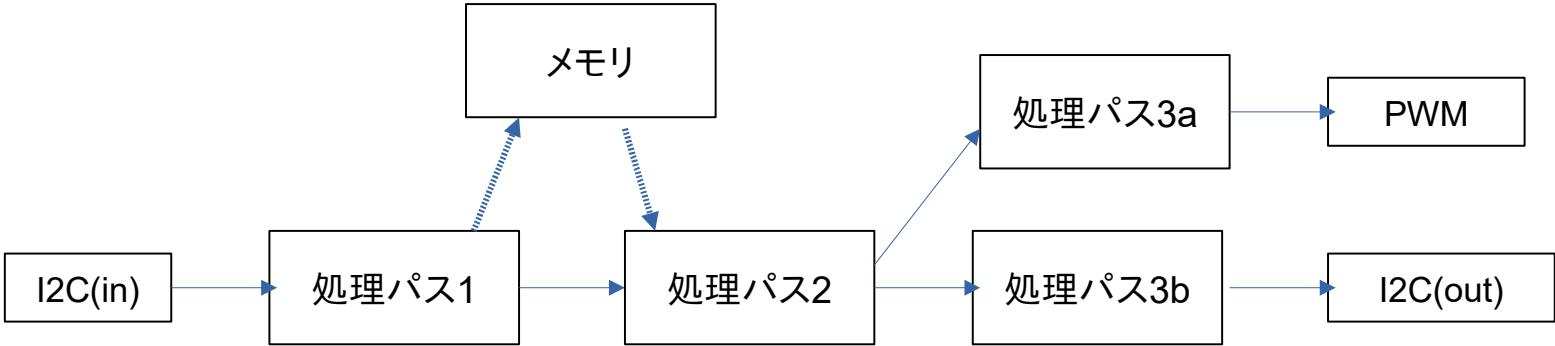 メモリ
処理パス3a
PWM
I2C(in)
処理パス1
処理パス2
処理パス3b
I2C(out)